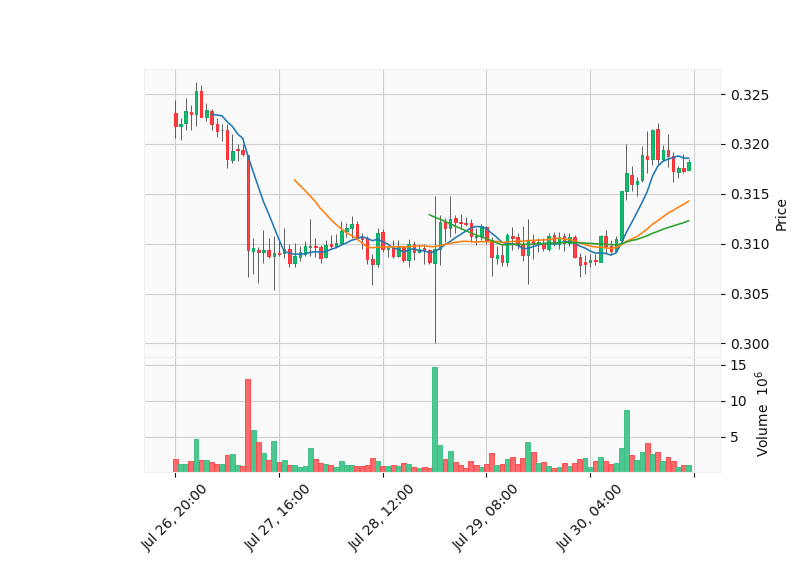 0.325
0.320
0.315
0.310
0.305
0.300
Price
15
10
5
Volume 10^6
Jul 26, 20:00
Jul 27, 16:00
Jul 28, 12:00
Jul 29, 08:00
Jul 30, 04:00